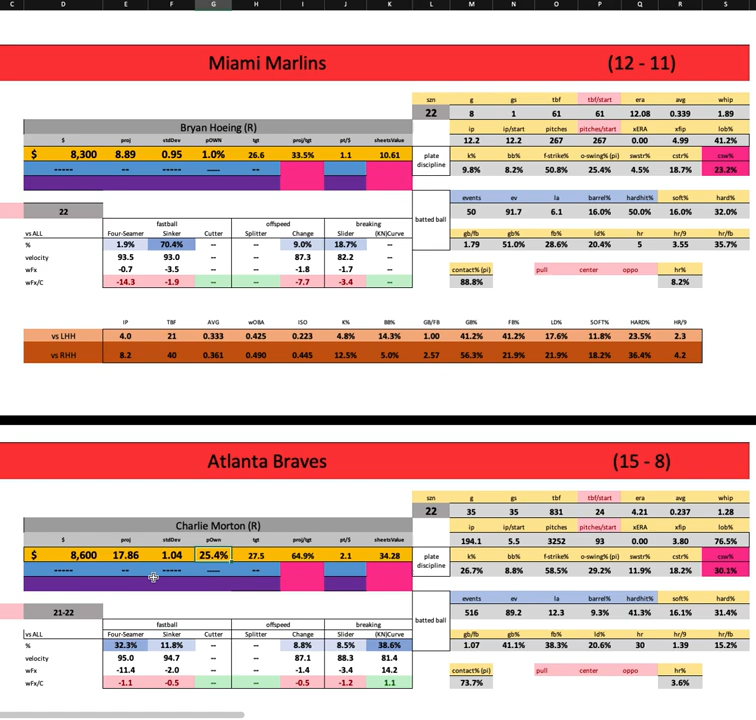 C D E F G H I J K L M N O P Q R S
Miami Marlins (12 - 11)
szn g gs tbf tbf/start era avg whip
22 8 1 61 61 12.08 0.339 1.89
Bryan Hoeing (R) ip ip/start pitches pitches/start xERA xfip lob%
$ proj stdDev pOWN tgt proj/tgt pt/$ sheetsValue 12.2 12.2 267 267 0.00 4.99 41.2%
$ 8,300 8.89 0.95 1.0% 26.6 33.5% 1.1 10.61 plate discipline k% bb% f-strike% o-swing% (pi) swstr% cstr% csw%
----- -- ----- — -- 9.8% 8.2% 50.8% 25.4% 4.5% 18.7% 23.2%
events ev la barrel% hardhit% soft% hard%
22 50 91.7 6.1 16.0% 50.0% 16.0% 32.0%
fastball offspeed breaking batted ball
vs ALL Four-Seamer Sinker Cutter Splitter Change Slider (KN)Curve gb/fb gb% fb% ld% hr hr/9 hr/fb
% 1.9% 70.4% -- -- 9.0% 18.7% -- 1.79 51.0% 28.6% 20.4% 5 3.55 35.7%
velocity 93.5 93.0 -- -- 87.3 82.2 --
wFx -0.7 -3.5 -- -- -1.8 -1.7 -- contact% (pi) pull center oppo hr%
wFx/C -14.3 -1.9 -- -- -7.7 -3.4 -- 88.8% 8.2%
IP TBF AVG wOBA ISO K% BB% GB/FB GB% FB% LD% SOFT% HARD% HR/9
vs LHH 4.0 21 0.333 0.425 0.223 4.8% 14.3% 1.00 41.2% 41.2% 17.6% 11.8% 23.5% 2.3
vs RHH 8.2 40 0.361 0.490 0.445 12.5% 5.0% 2.57 56.3% 21.9% 21.9% 18.2% 36.4% 4.2
Atlanta Braves (15 - 8)
szn g gs tbf tbf/start era avg whip
22 35 35 831 24 4.21 0.237 1.28
Charlie Morton (R) ip ip/start pitches pitches/start xERA xfip lob%
$ proj stdDev pOwn tgt proj/tgt pt/$ sheetsValue 194.1 5.5 3252 93 0.00 3.80 76.5%
$ 8,600 17.86 1.04 25.4% 27.5 64.9% 2.1 34.28 plate discipline k% bb% f-strike% o-swing% (pi) swstr% cstr% csw%
----- -- ----- — -- 26.7% 8.8% 58.5% 29.2% 11.9% 18.2% 30.1%
events ev la barrel% hardhit% soft% hard%
21-22 516 89.2 12.3 9.3% 41.3% 16.1% 31.4%
fastball offspeed breaking batted ball
vs ALL Four-Seamer Sinker Cutter Splitter Change Slider (KN)Curve gb/fb gb% fb% ld% hr hr/9 hr/fb
% 32.3% 11.8% -- -- 8.8% 8.5% 38.6% 1.07 41.1% 38.3% 20.6% 30 1.39 15.2%
velocity 95.0 94.7 -- -- 87.1 88.3 81.4
wFx -11.4 -2.0 -- -- -1.4 -3.4 14.2 contact% (pi) pull center oppo hr%
wFx/C -1.1 -0.5 -- -- -0.5 -1.2 1.1 73.7% 3.6%